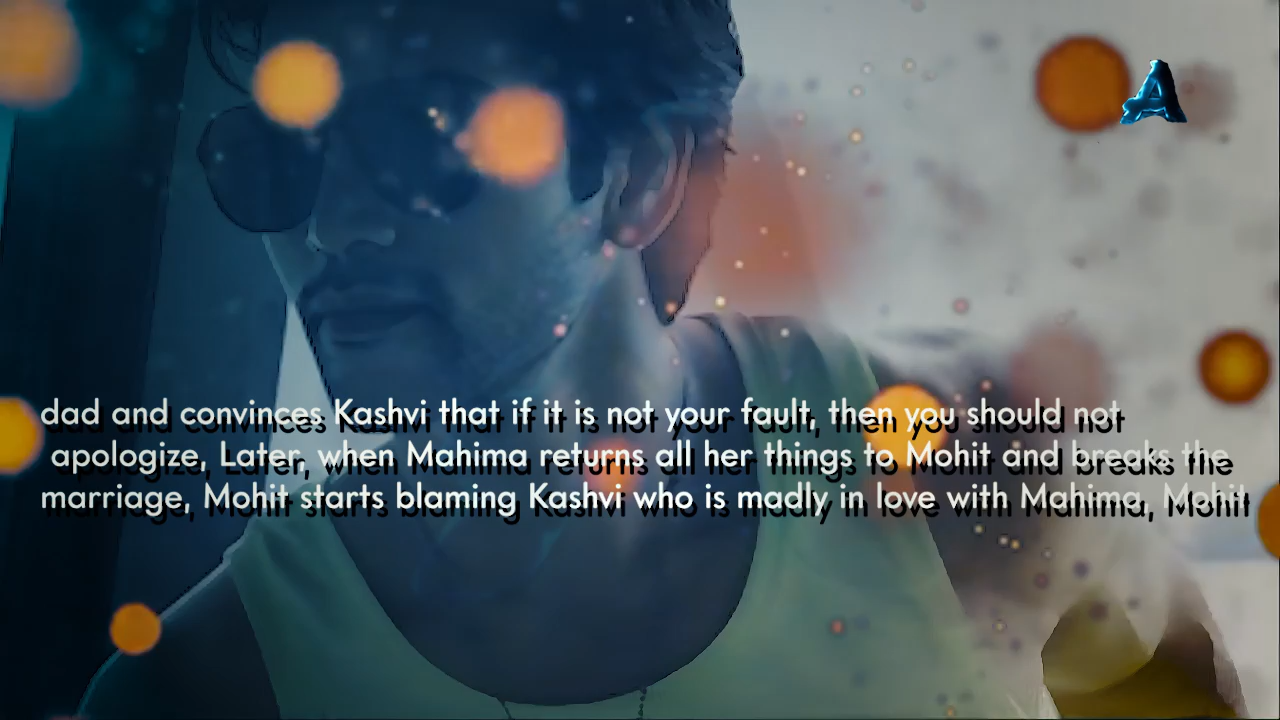 A
dad and convinces Kashvi that if it is not your fault, then you should not
apologize, Later, when Mahima returns all her things to Mohit and breaks the
marriage, Mohit starts blaming Kashvi who is madly in love with Mahima, Mohit